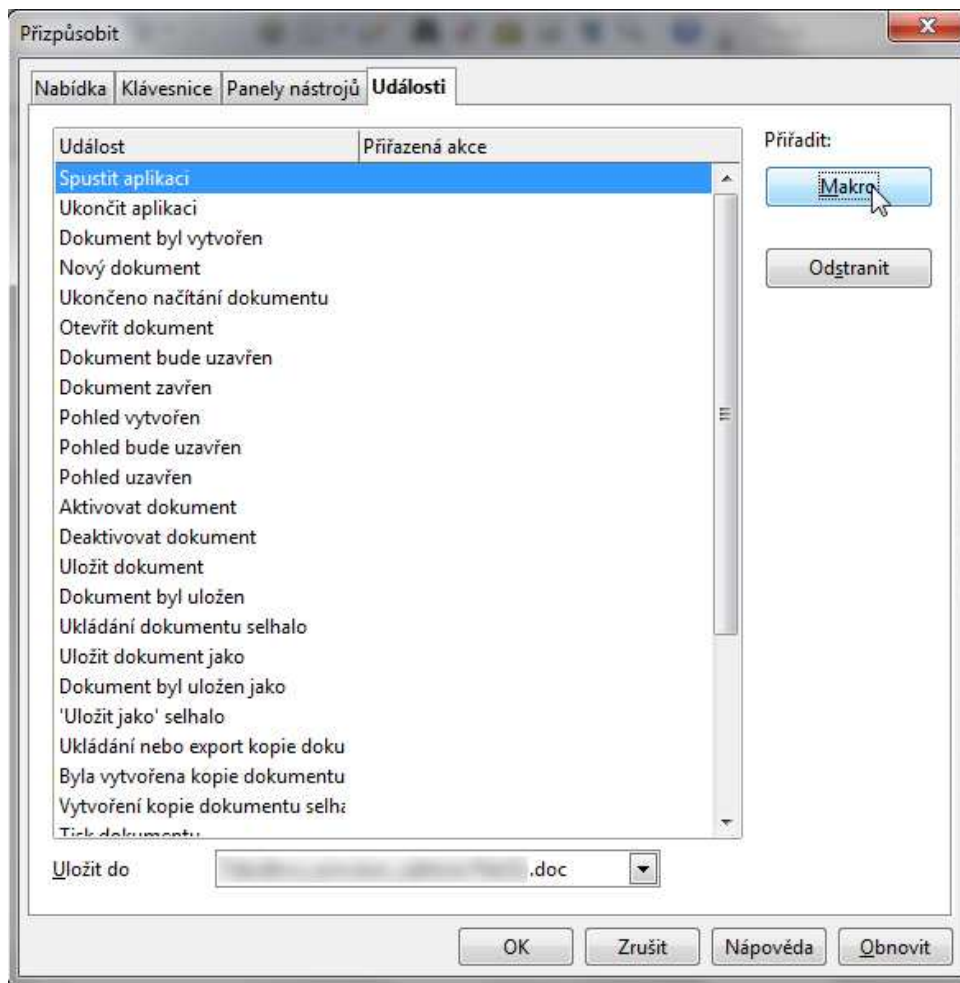 Přizpůsobit
Nabídka Klávesnice Panely nástrojů Události
Událost Přiřazená akce
Přiřadit:
Spustit aplikaci
Makro
Ukončit aplikaci
Dokument byl vytvořen
Nový dokument
Odstranit
Ukončeno načítání dokumentu
Otevřít dokument
Dokument bude uzavřen
Dokument zavřen
Pohled vytvořen
Pohled bude uzavřen
Pohled uzavřen
Aktivovat dokument
Deaktivovat dokument
Uložit dokument
Dokument byl uložen
Ukládání dokumentu selhalo
Uložit dokument jako
Dokument byl uložen jako
'Uložit jako' selhalo
Ukládání nebo export kopie doku
Byla vytvořena kopie dokumentu
Vytvoření kopie dokumentu selha
Tisk dokumentu
Uložit do .doc
OK Zrušit Nápověda Obnovit